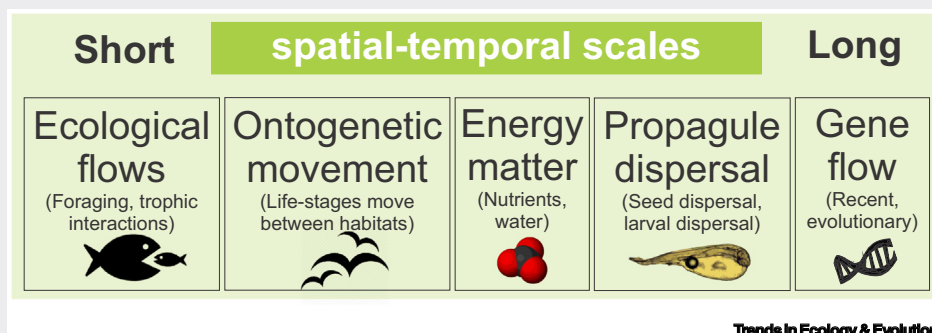 Short spatial-temporal scales Long
Ecological
flows
(Foraging, trophic
interactions)
Ontogenetic
movement
(Life-stages move
between habitats)
Energy
matter
(Nutrients,
water)
Propagule
dispersal
(Seed dispersal,
larval dispersal)
Gene
flow
(Recent,
evolutionary)
Trends in Ecology & Evolution